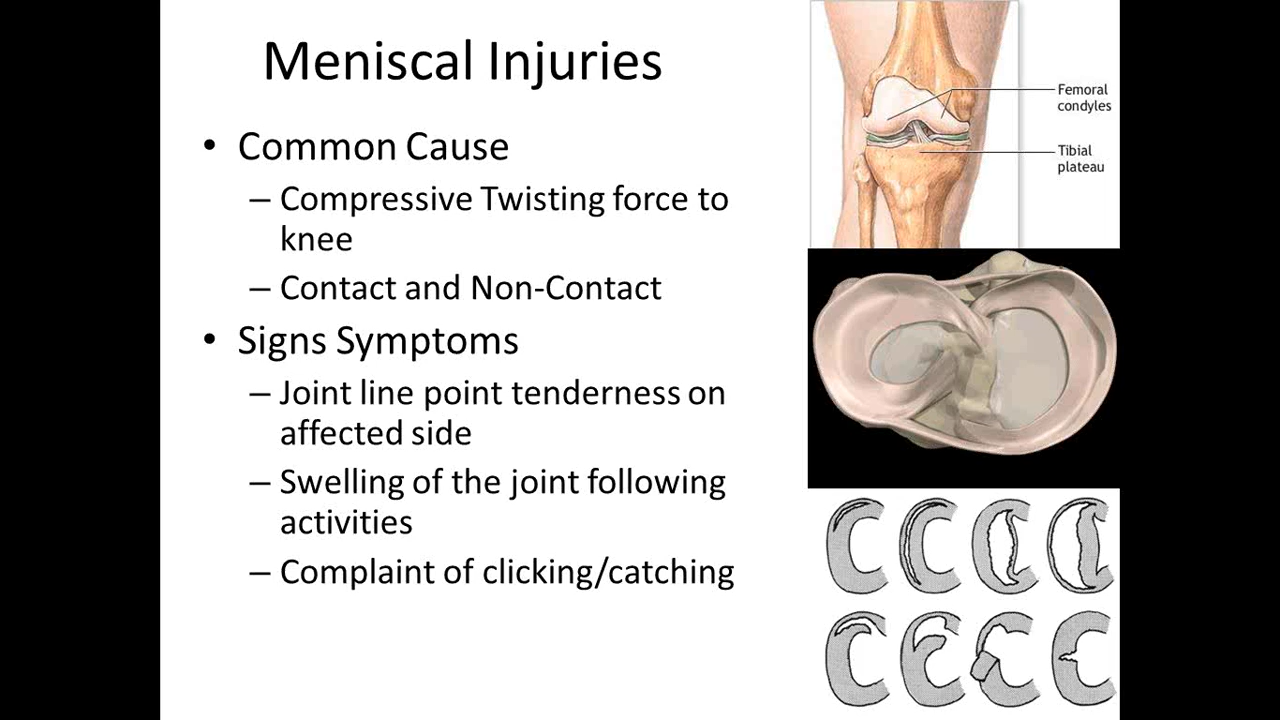 Meniscal Injuries
• Common Cause
– Compressive Twisting force to
knee
– Contact and Non-Contact
• Signs Symptoms
– Joint line point tenderness on
affected side
– Swelling of the joint following
activities
– Complaint of clicking/catching
Femoral
condyles
Tibial
plateau